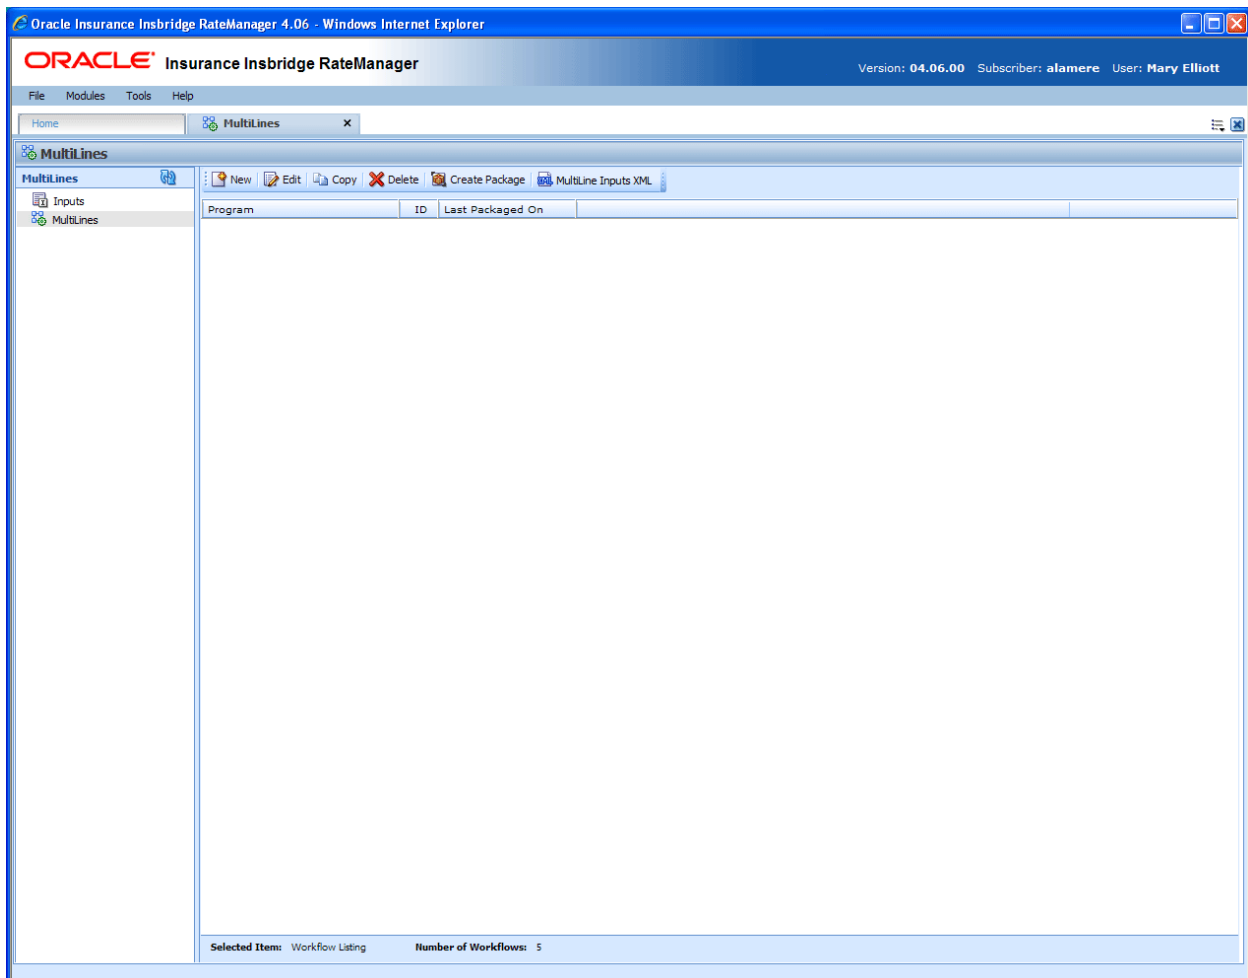 Oracle Insurance Insbridge RateManager 4.06 - Windows Internet Explorer
ORACLE® Insurance Insbridge RateManager
Version: 04.06.00 Subscriber: alamere User: Mary Elliott
File Modules Tools Help
Home MultiLines x
MultiLines
MultiLines
Inputs
MultiLines
New Edit Copy Delete Create Package MultiLine Inputs XML
Program ID Last Packaged On
Selected Item: Workflow Listing Number of Workflows: 5